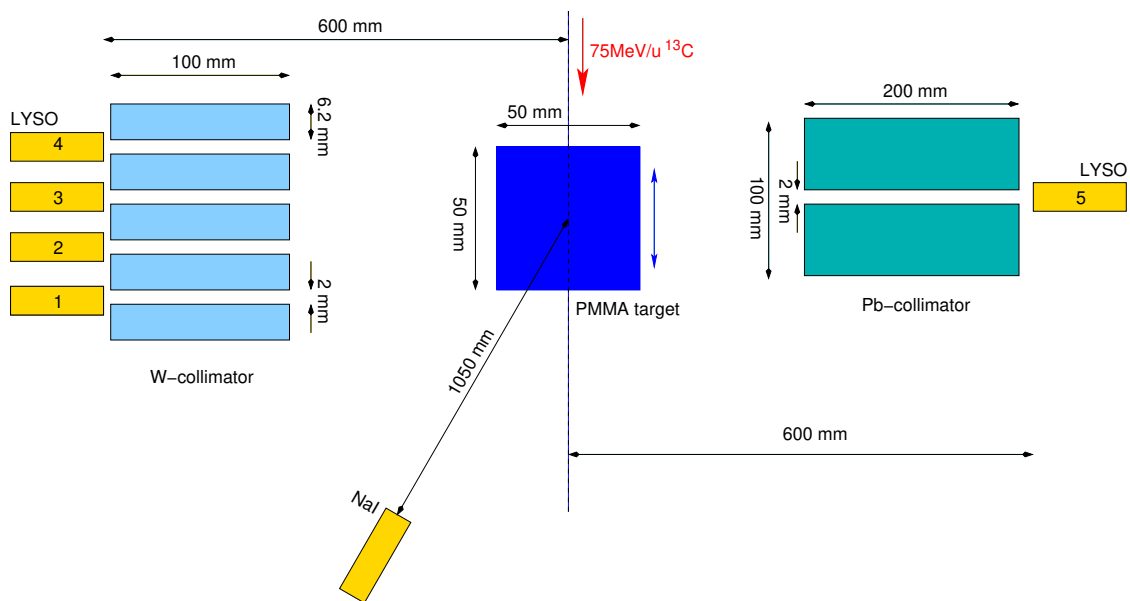 600 mm
75MeV/u ¹³C
100 mm
6.2 mm
LYSO
4
3
2
1
2 mm
W−collimator
50 mm
50 mm
PMMA target
1050 mm
NaI
200 mm
100 mm
2 mm
LYSO
5
Pb−collimator
600 mm